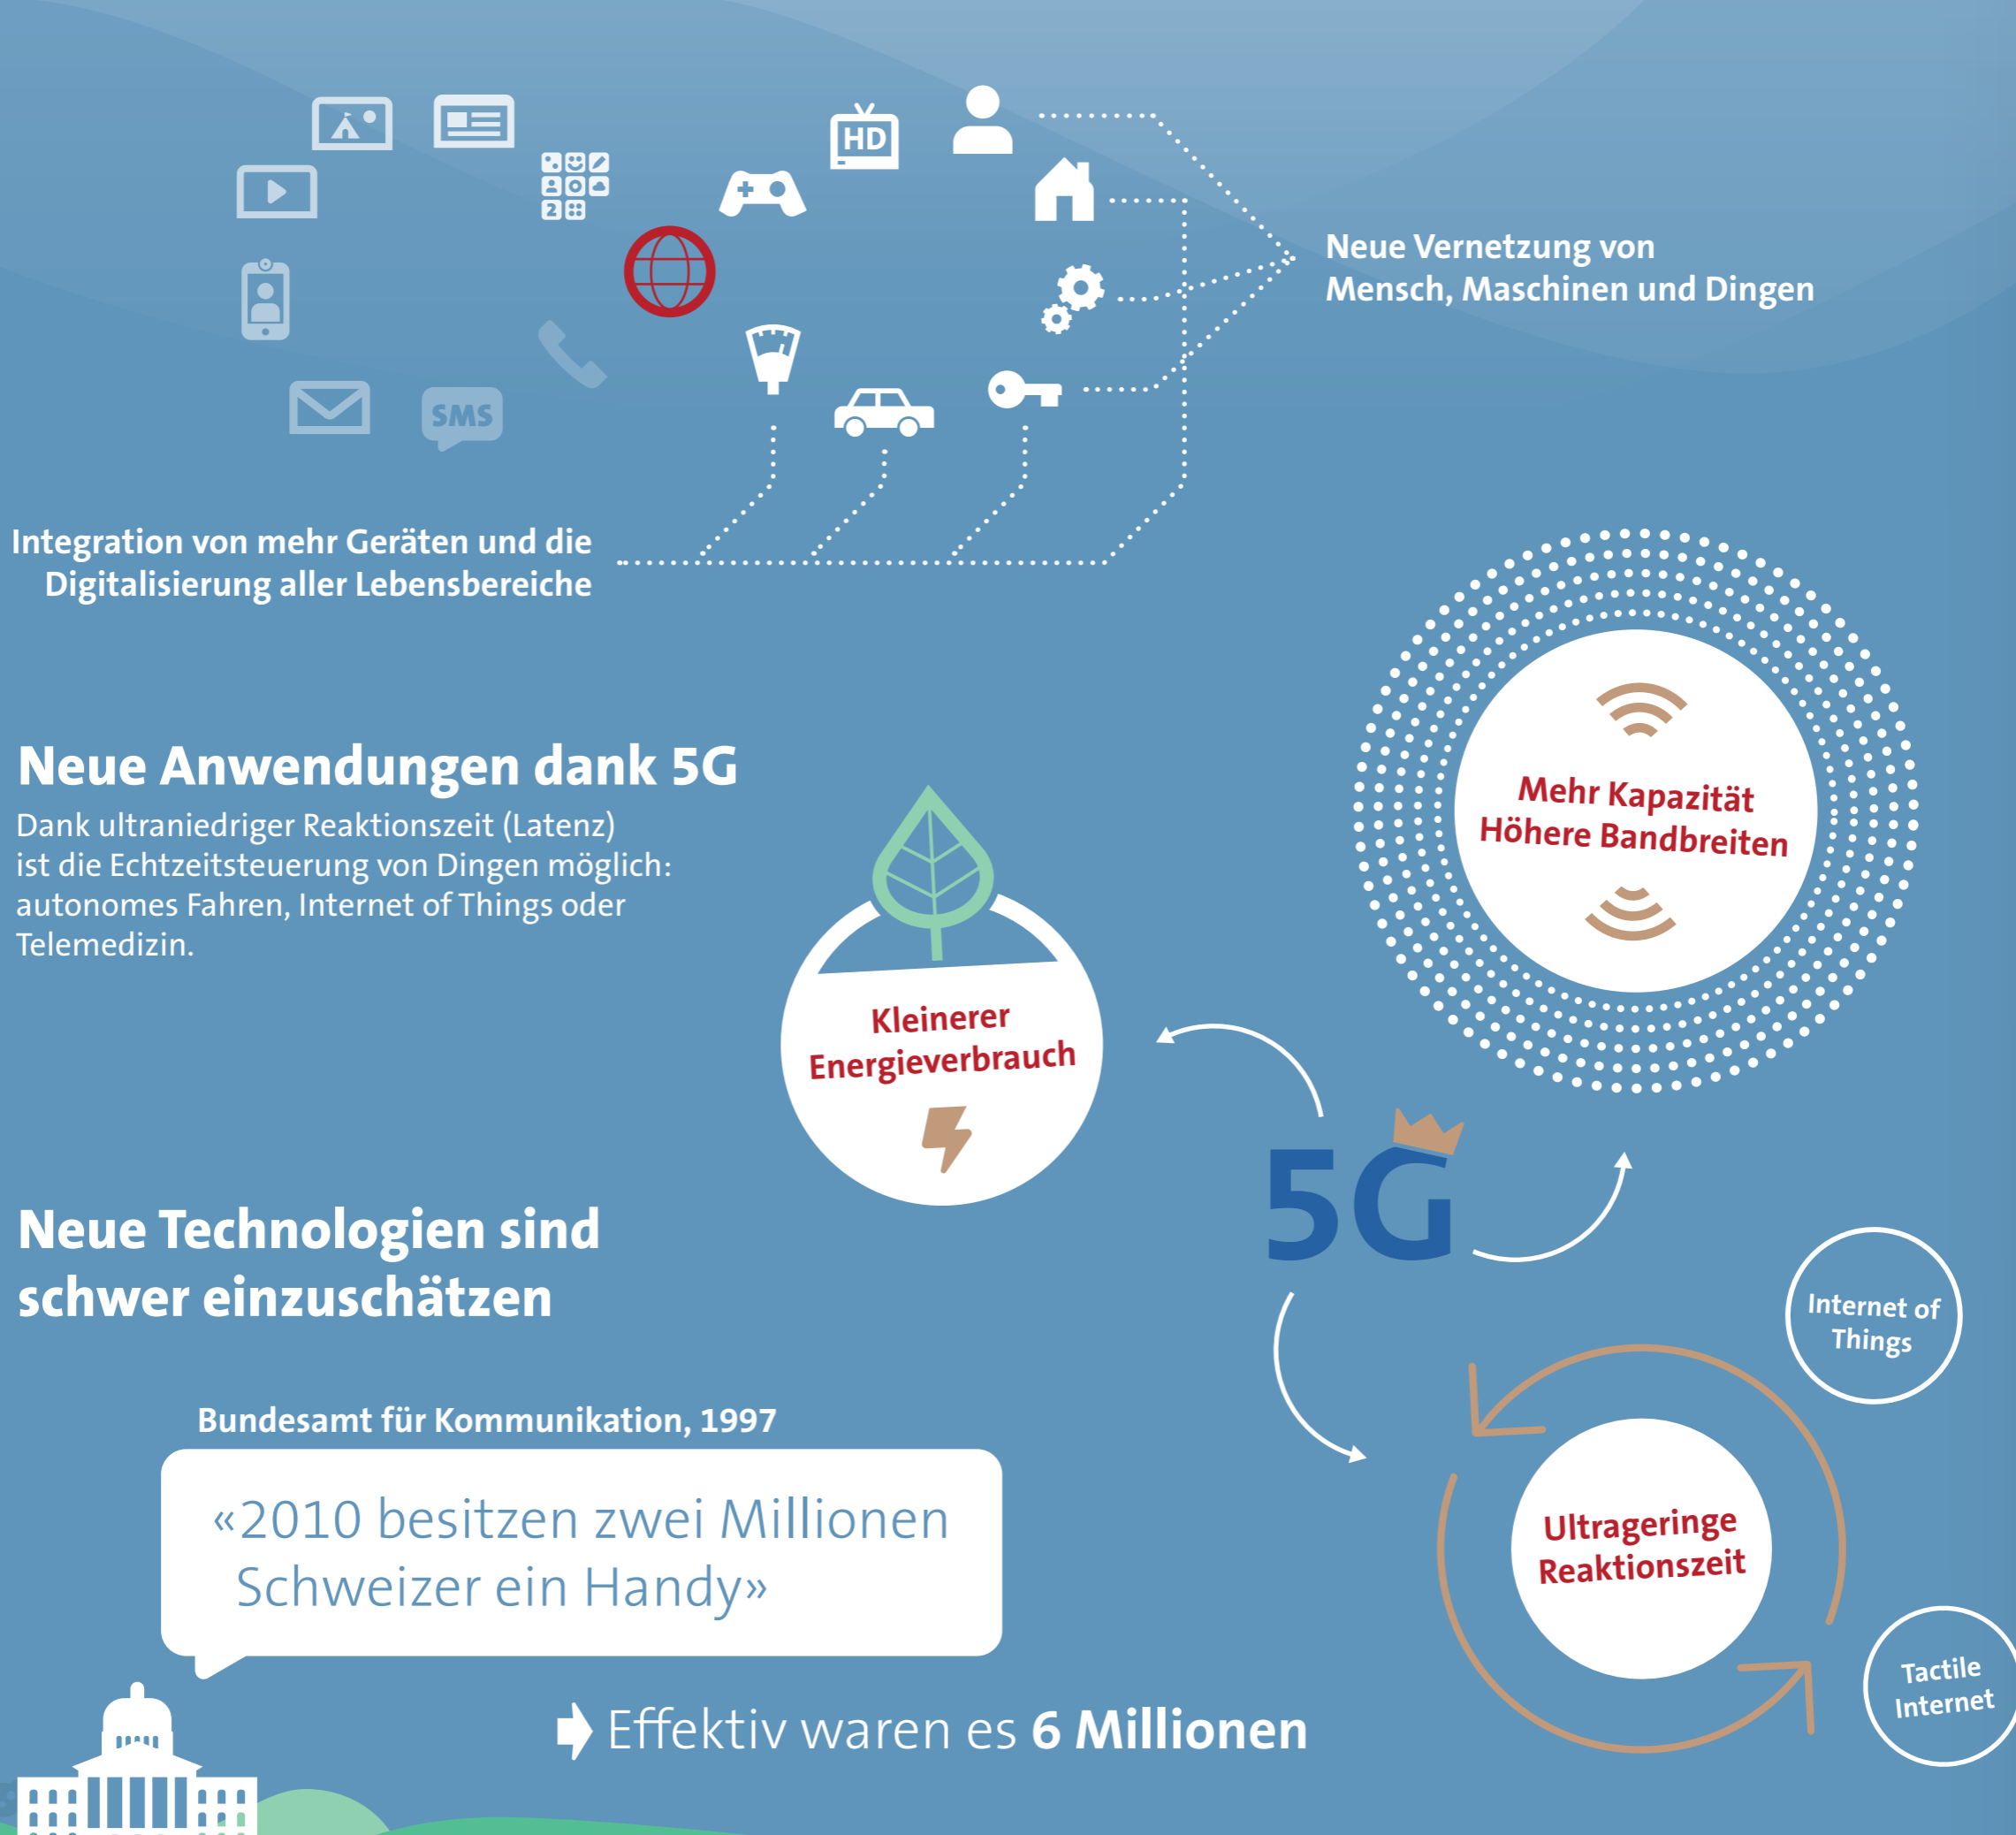 HD
2
SMS
Neue Vernetzung von
Mensch, Maschinen und Dingen
Integration von mehr Geräten und die
Digitalisierung aller Lebensbereiche
Neue Anwendungen dank 5G
Dank ultraniedriger Reaktionszeit (Latenz)
ist die Echtzeitsteuerung von Dingen möglich:
autonomes Fahren, Internet of Things oder
Telemedizin.
Mehr Kapazität
Höhere Bandbreiten
Kleinerer
Energieverbrauch
5G
Neue Technologien sind
schwer einzuschätzen
Internet of
Things
Bundesamt für Kommunikation, 1997
«2010 besitzen zwei Millionen
Schweizer ein Handy»
Ultrageringe
Reaktionszeit
Tactile
Internet
Effektiv waren es 6 Millionen